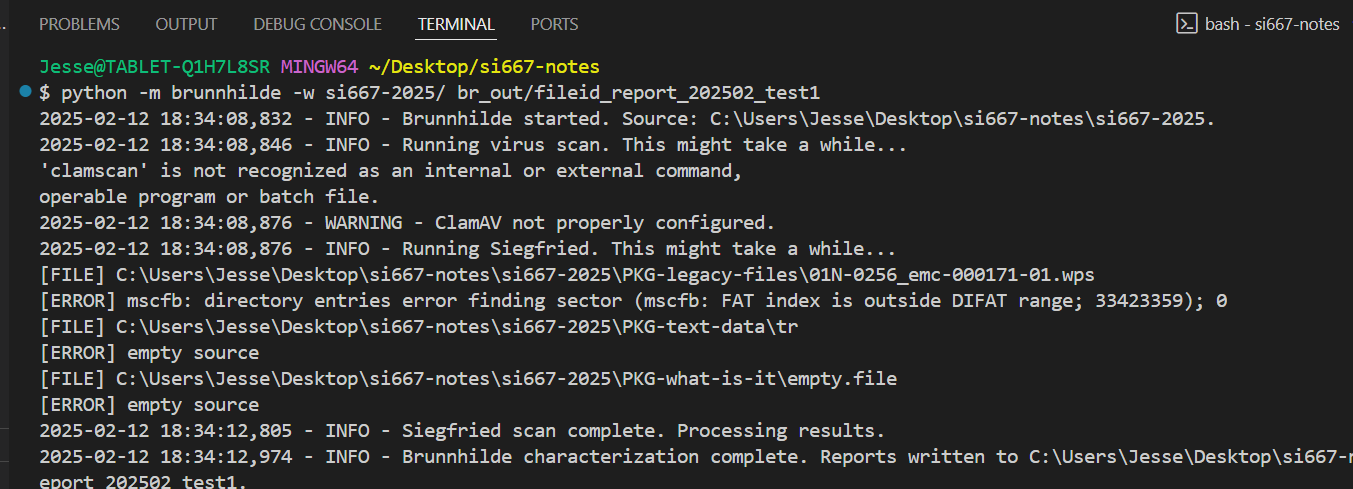 PROBLEMS OUTPUT DEBUG CONSOLE TERMINAL PORTS bash - si667-notes
Jesse@TABLET-Q1H7L8SR MINGW64 ~/Desktop/si667-notes
$ python -m brunnhilde -w si667-2025/ br_out/fileid_report_202502_test1
2025-02-12 18:34:08,832 - INFO - Brunnhilde started. Source: C:\Users\Jesse\Desktop\si667-notes\si667-2025.
2025-02-12 18:34:08,846 - INFO - Running virus scan. This might take a while...
'clamscan' is not recognized as an internal or external command,
operable program or batch file.
2025-02-12 18:34:08,876 - WARNING - ClamAV not properly configured.
2025-02-12 18:34:08,876 - INFO - Running Siegfried. This might take a while...
[FILE] C:\Users\Jesse\Desktop\si667-notes\si667-2025\PKG-legacy-files\01N-0256_emc-000171-01.wps
[ERROR] mscfb: directory entries error finding sector (mscfb: FAT index is outside DIFAT range; 33423359); 0
[FILE] C:\Users\Jesse\Desktop\si667-notes\si667-2025\PKG-text-data\tr
[ERROR] empty source
[FILE] C:\Users\Jesse\Desktop\si667-notes\si667-2025\PKG-what-is-it\empty.file
[ERROR] empty source
2025-02-12 18:34:12,805 - INFO - Siegfried scan complete. Processing results.
2025-02-12 18:34:12,974 - INFO - Brunnhilde characterization complete. Reports written to C:\Users\Jesse\Desktop\si667-
eport_202502_test1.